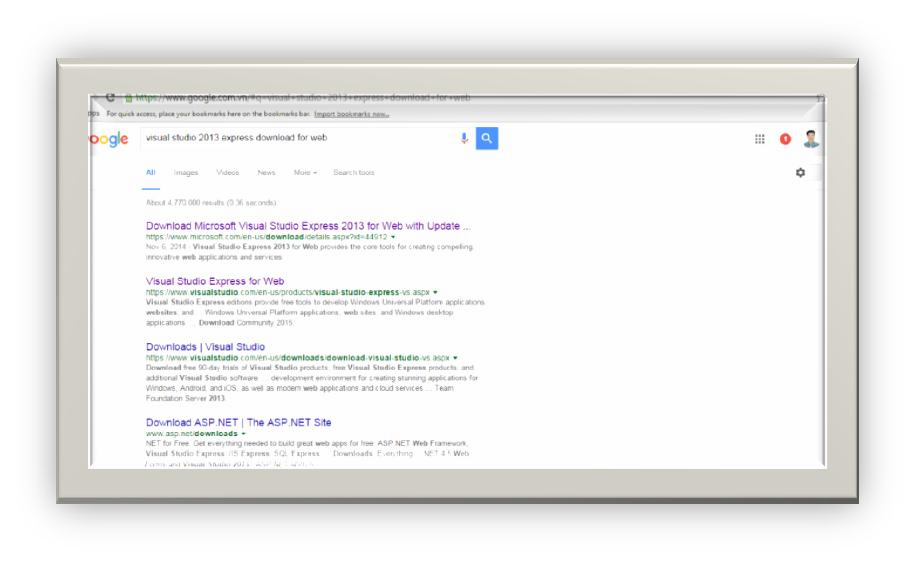 https://www.google.com.vn/#q=visual+studio+2013+express+download+for+web
For quick access, place your bookmarks here on the bookmarks bar. Import bookmarks now...
oogle visual studio 2013 express download for web 1
All Images Videos News More Search tools
About 4,770,000 results (0.36 seconds)
Download Microsoft Visual Studio Express 2013 for Web with Update ...
https://www.microsoft.com/en-us/download/details.aspx?id=44912
Nov 6, 2014 - Visual Studio Express 2013 for Web provides the core tools for creating compelling,
innovative web applications and services.
Visual Studio Express for Web
https://www.visualstudio.com/en-us/products/visual-studio-express-vs.aspx
Visual Studio Express editions provide free tools to develop Windows Universal Platform applications,
websites, and ... Windows Universal Platform applications, web sites, and Windows desktop
applications. ... Download Community 2015.
Downloads | Visual Studio
https://www.visualstudio.com/en-us/downloads/download-visual-studio-vs.aspx
Download free 90-day trials of Visual Studio products, free Visual Studio Express products, and
additional Visual Studio software ... development environment for creating stunning applications for
Windows, Android, and iOS, as well as modern web applications and cloud services. ... Team
Foundation Server 2013.
Download ASP.NET | The ASP.NET Site
www.asp.net/downloads
NET for Free. Get everything needed to build great web apps for free: ASP.NET Web Framework,
Visual Studio Express, IIS Express, SQL Express. ... Downloads. Everything ... NET 4.5 Web
Forms and Visual Studio